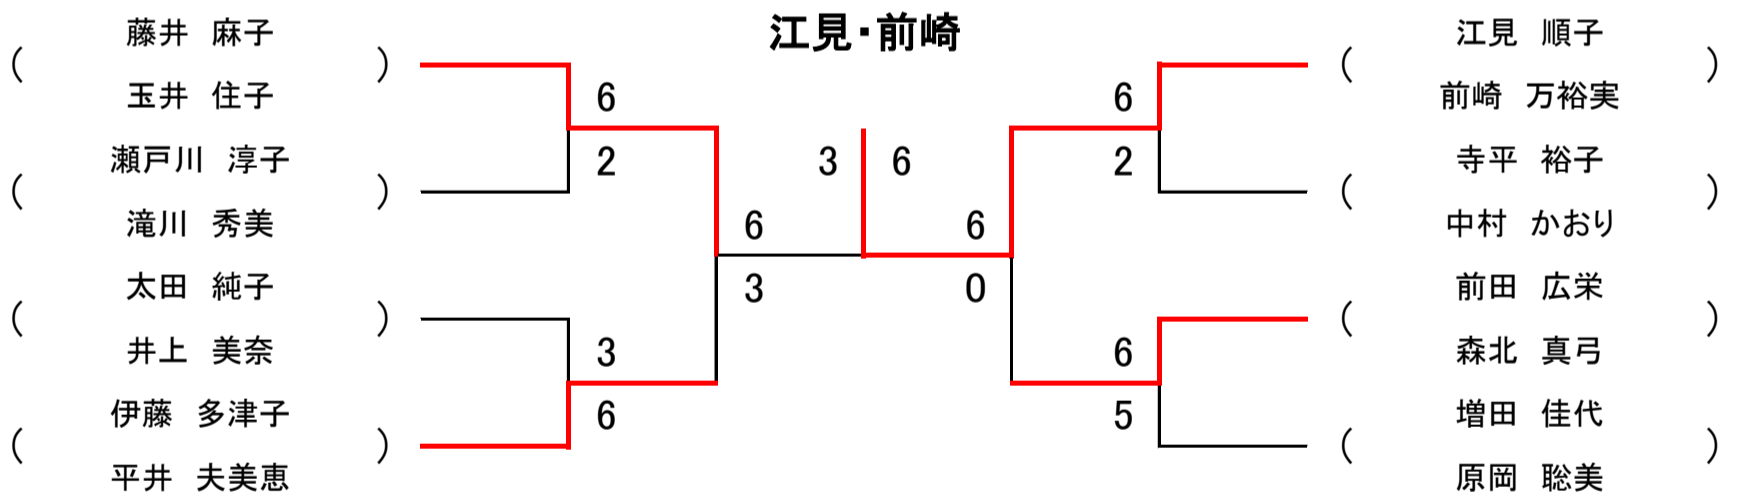 江見・前崎
( 藤井 麻子 )
玉井 住子
6
( 瀬戸川 淳子 )
2
滝川 秀美
6
3
( 太田 純子 )
井上 美奈
3
( 伊藤 多津子 )
6
平井 夫美恵
3 6
( 江見 順子 )
前崎 万裕実
6
( 寺平 裕子 )
2
中村 かおり
6
0
( 前田 広栄 )
森北 真弓
6
( 増田 佳代 )
5
原岡 聡美